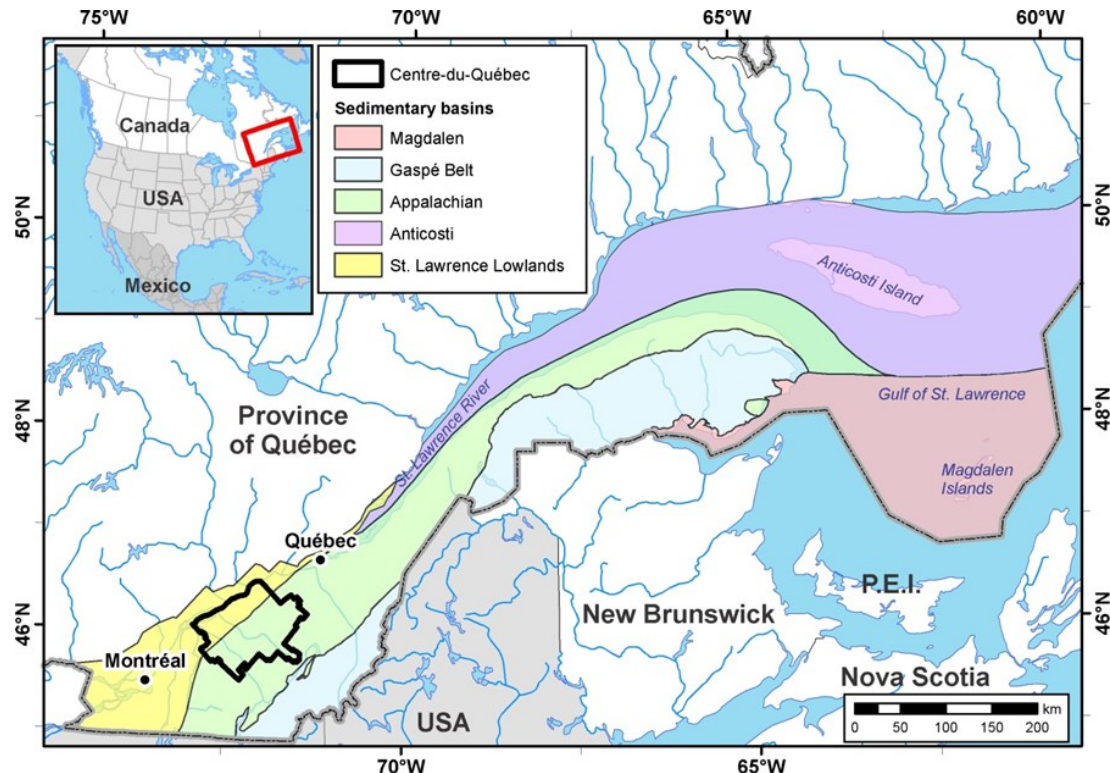 75°W
70°W
65°W
60°W
Canada
USA
Mexico
Centre-du-Québec
Sedimentary basins
Magdalen
Gaspé Belt
Appalachian
Anticosti
St. Lawrence Lowlands
50°N
50°N
Anticosti Island
Province
of Québec
St. Lawrence River
Gulf of St. Lawrence
48°N
48°N
Magdalen
Islands
Québec
P.E.I.
New Brunswick
46°N
46°N
Montréal
Nova Scotia
USA
km
0 50 100 150 200
70°W
65°W